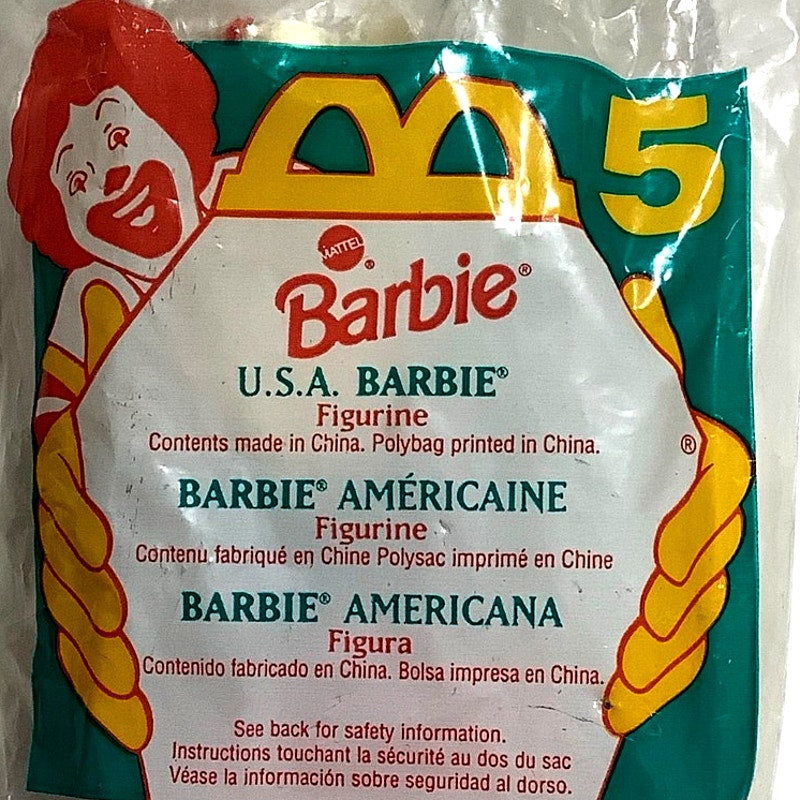 5
MATTEL
®
Barbie®
U.S.A. BARBIE®
Figurine
Contents made in China. Polybag printed in China.
®
BARBIE® AMÉRICAINE
Figurine
Contenu fabriqué en Chine Polysac imprimé en Chine
BARBIE® AMERICANA
Figura
Contenido fabricado en China. Bolsa impresa en China.
See back for safety information.
Instructions touchant la sécurité au dos du sac
Véase la información sobre seguridad al dorso.